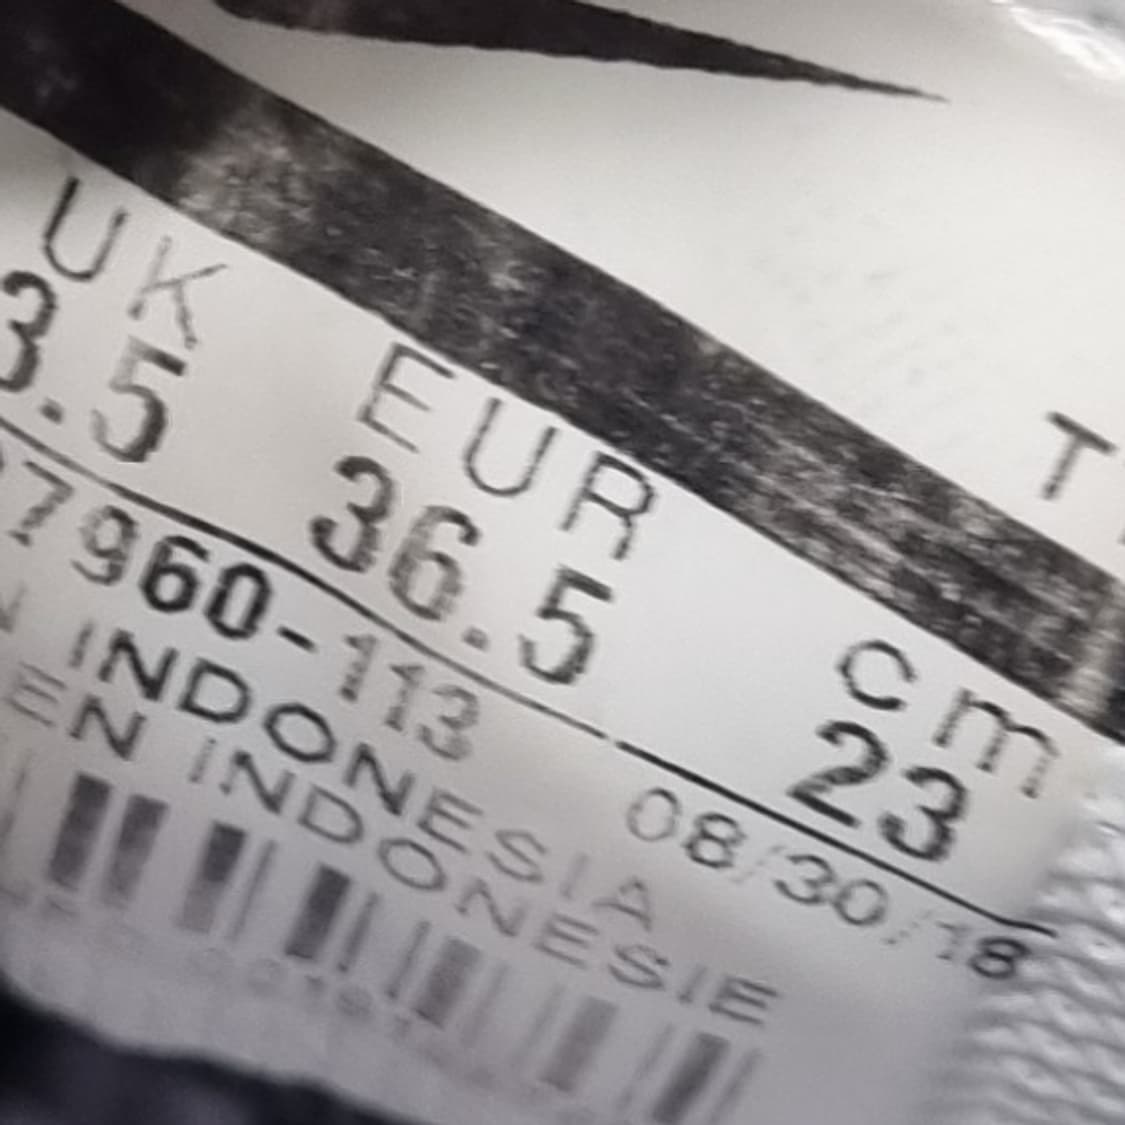 UK EUR cm
3.5 36.5 23
7960-113 08/30/18
INDONESIA
EN INDONESIE